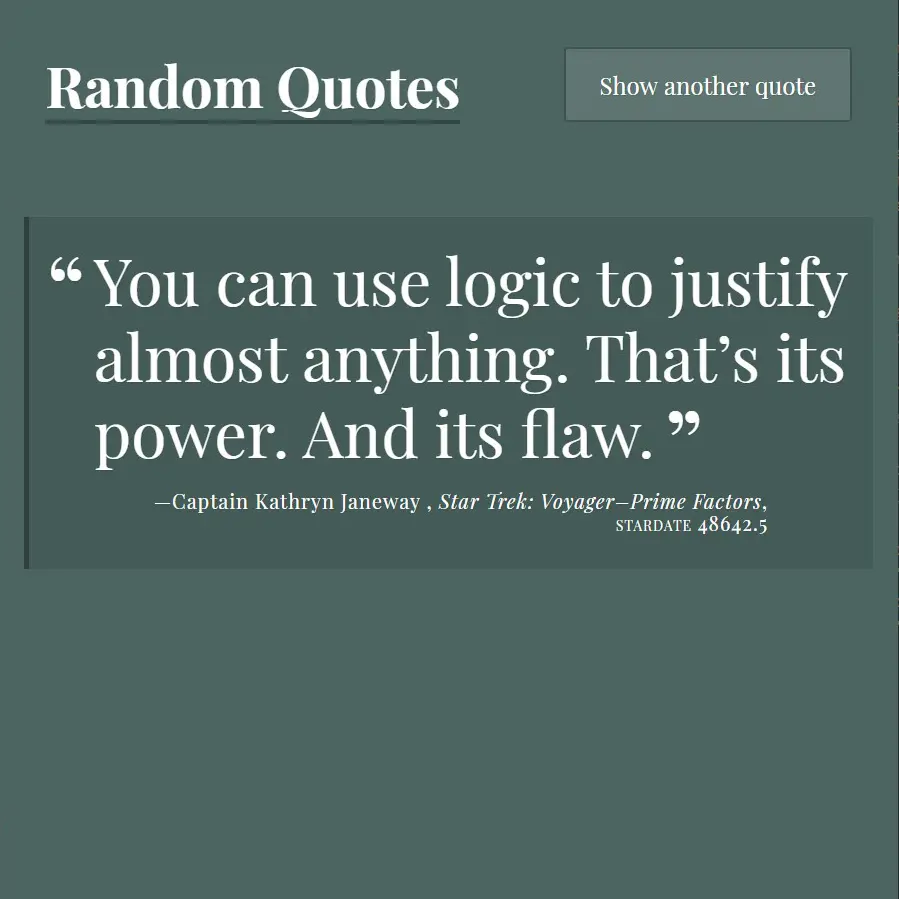 Random Quotes
Show another quote
“ You can use logic to justify
almost anything. That’s its
power. And its flaw. ”
—Captain Kathryn Janeway , Star Trek: Voyager–Prime Factors,
STARDATE 48642.5